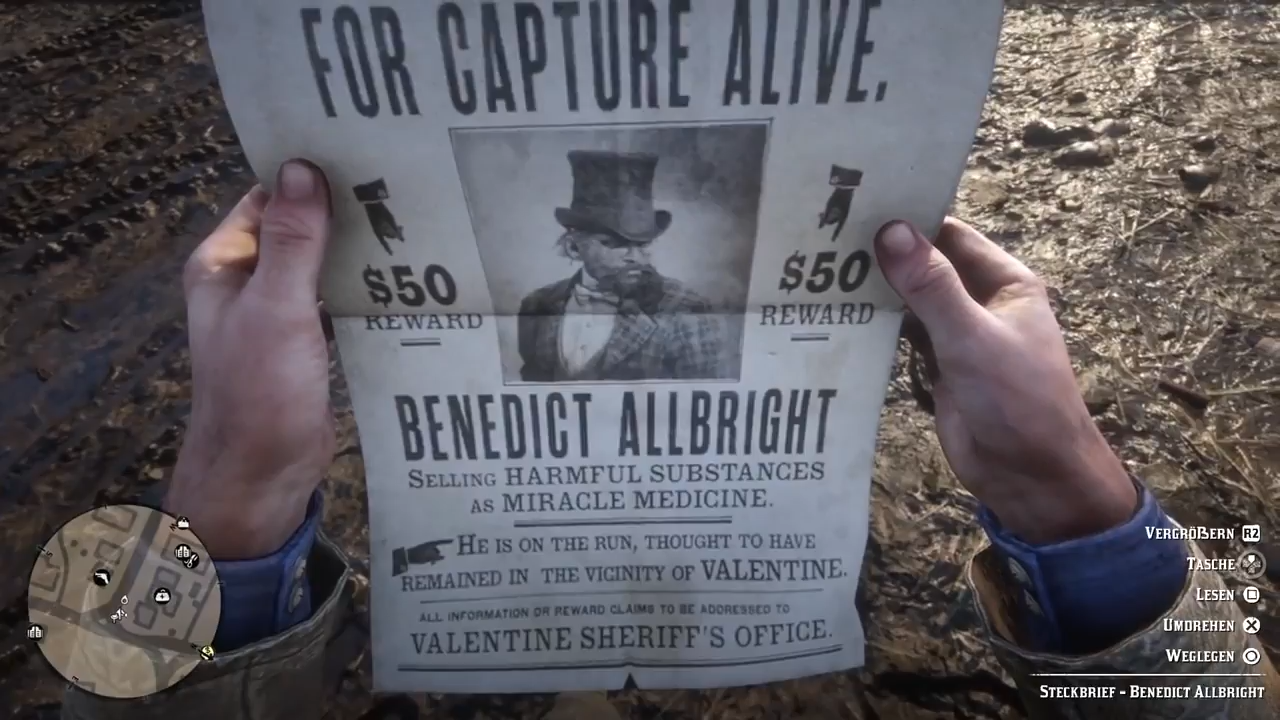 FOR CAPTURE ALIVE.
$50
REWARD
$50
REWARD
BENEDICT ALLBRIGHT
SELLING HARMFUL SUBSTANCES
AS MIRACLE MEDICINE.
HE IS ON THE RUN, THOUGHT TO HAVE
REMAINED IN THE VICINITY OF VALENTINE.
ALL INFORMATION OR REWARD CLAIMS TO BE ADDRESSED TO
VALENTINE SHERIFF'S OFFICE.
VERGRÖẞERN R2
TASCHE
LESEN
UMDREHEN
WEGLEGEN
STECKBRIEF - BENEDICT ALLBRIGHT